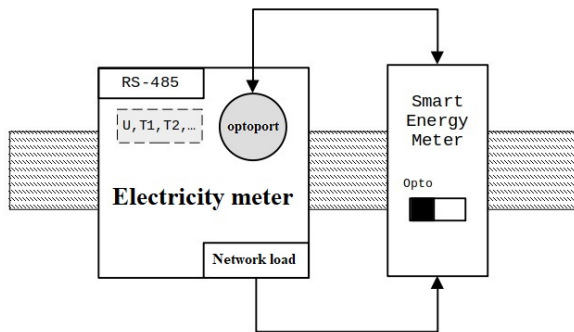 RS-485
U,T1,T2,…
optoport
Electricity meter
Network load
Smart
Energy
Meter
Opto